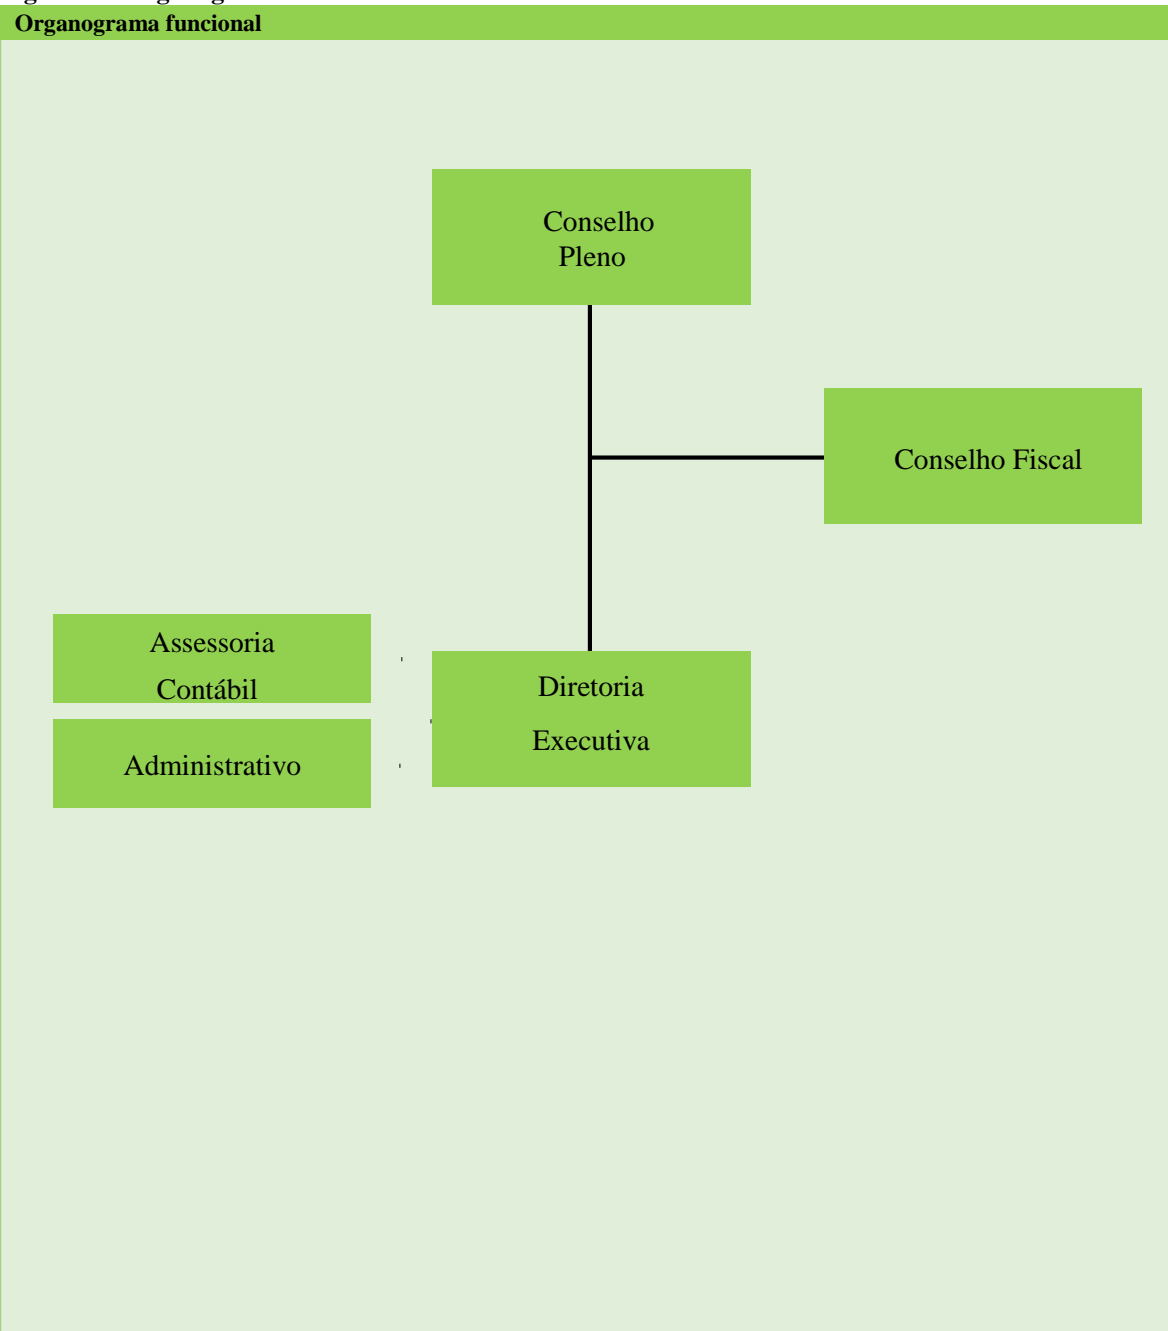 Organograma funcional
Conselho
Pleno
Conselho Fiscal
Assessoria
Contábil
Diretoria
Executiva
Administrativo